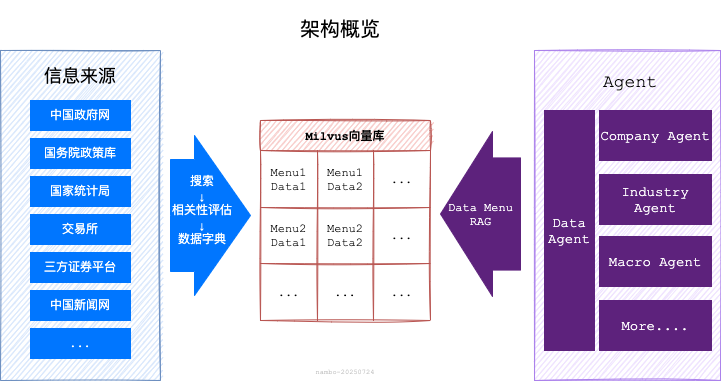 架构概览
信息来源
中国政府网
国务院政策库
国家统计局
交易所
三方证券平台
中国新闻网
...
搜索
↓
相关性评估
↓
数据字典
Milvus向量库
Menu1
Data1
Menu1
Data2
...
Menu2
Data1
Menu2
Data2
...
...
...
...
Data Menu
RAG
Agent
Data
Agent
Company Agent
Industry
Agent
Macro Agent
More....
nambo-20250724